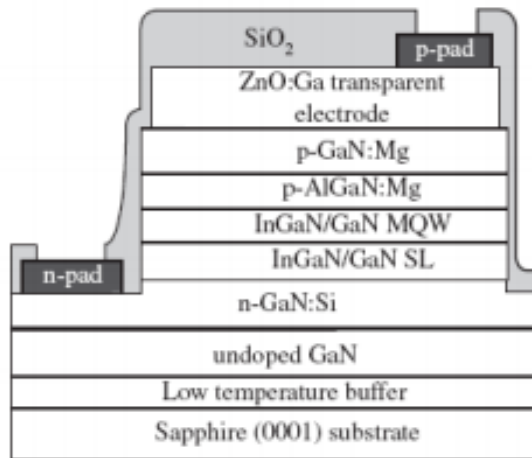 SiO₂
p-pad
ZnO:Ga transparent
electrode
p-GaN:Mg
p-AlGaN:Mg
InGaN/GaN MQW
InGaN/GaN SL
n-pad
n-GaN:Si
undoped GaN
Low temperature buffer
Sapphire (0001) substrate